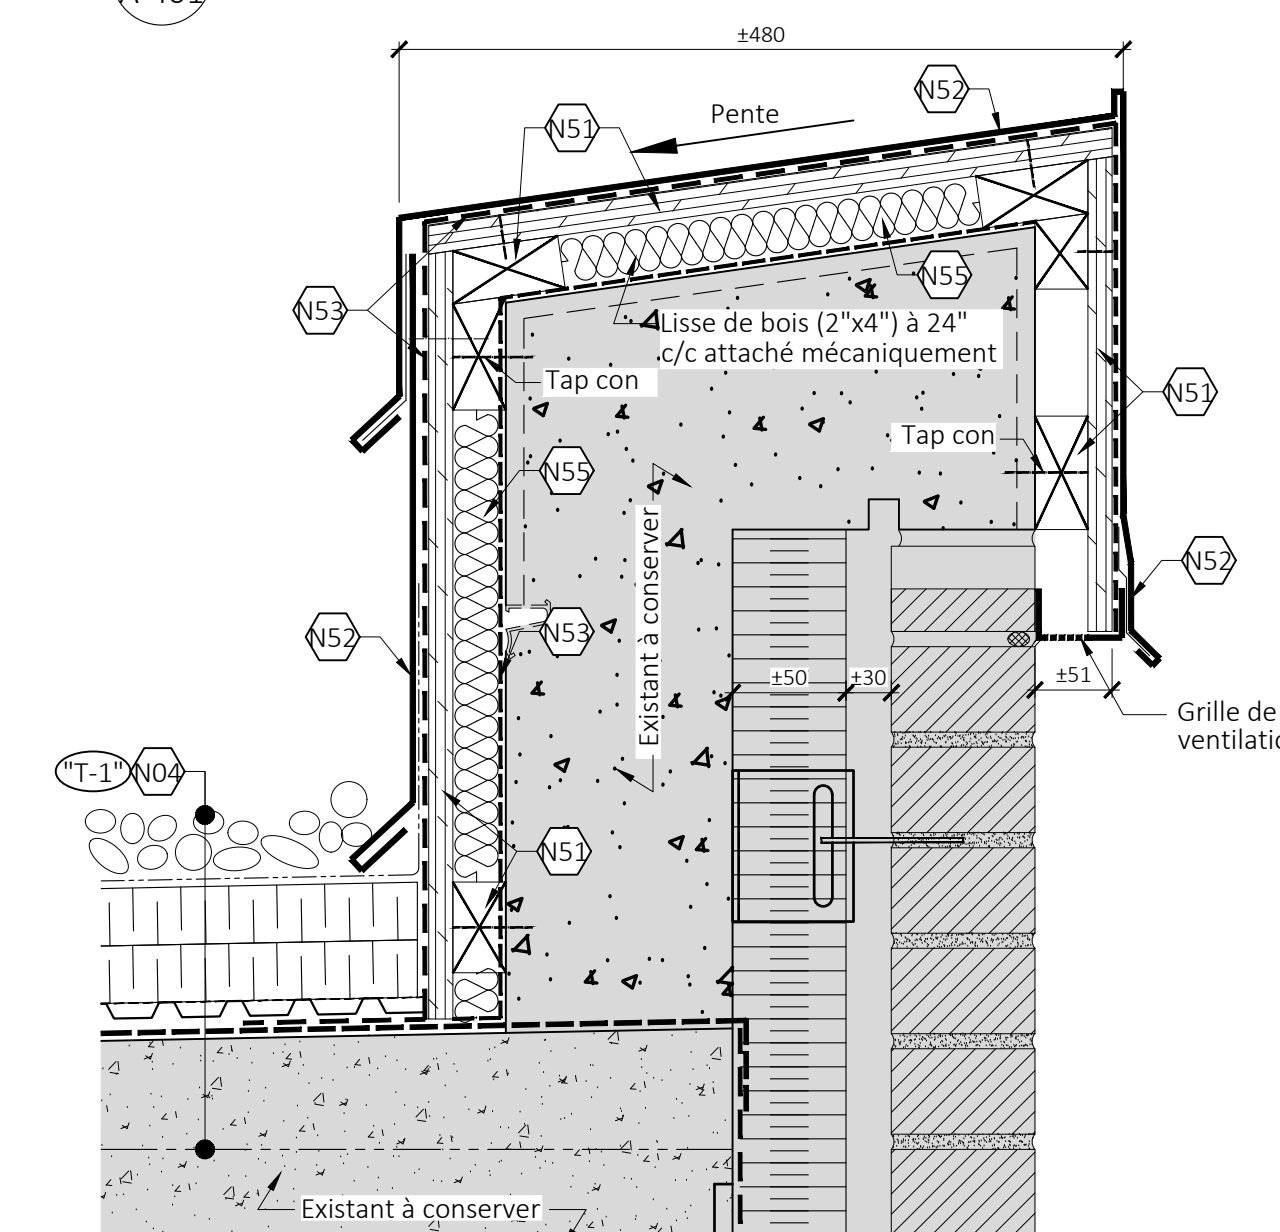 A-401
±480
N52
Pente
N51
N55
N53
Lisse de bois (2"x4") à 24"
c/c attaché mécaniquement
Tap con
N51
Tap con
N55
Existant à conserver
N52
N53
N52
±50
±30
±51
Grille de
"T-1"
N04
N51
Existant à conserver